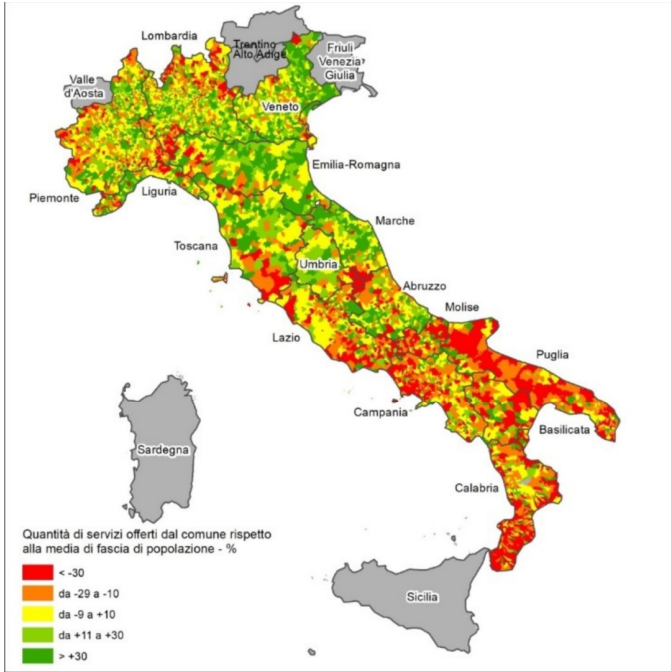 Lombardia
Trentino
Alto Adige
Friuli
Venezia
Giulia
Valle
d'Aosta
Veneto
Emilia-Romagna
Piemonte
Liguria
Marche
Toscana
Umbria
Abruzzo
Molise
Lazio
Puglia
Campania
Basilicata
Sardegna
Calabria
Quantità di servizi offerti dal comune rispetto
alla media di fascia di popolazione - %
< -30
da -29 a -10
da -9 a +10
da +11 a +30
> +30
Sicilia